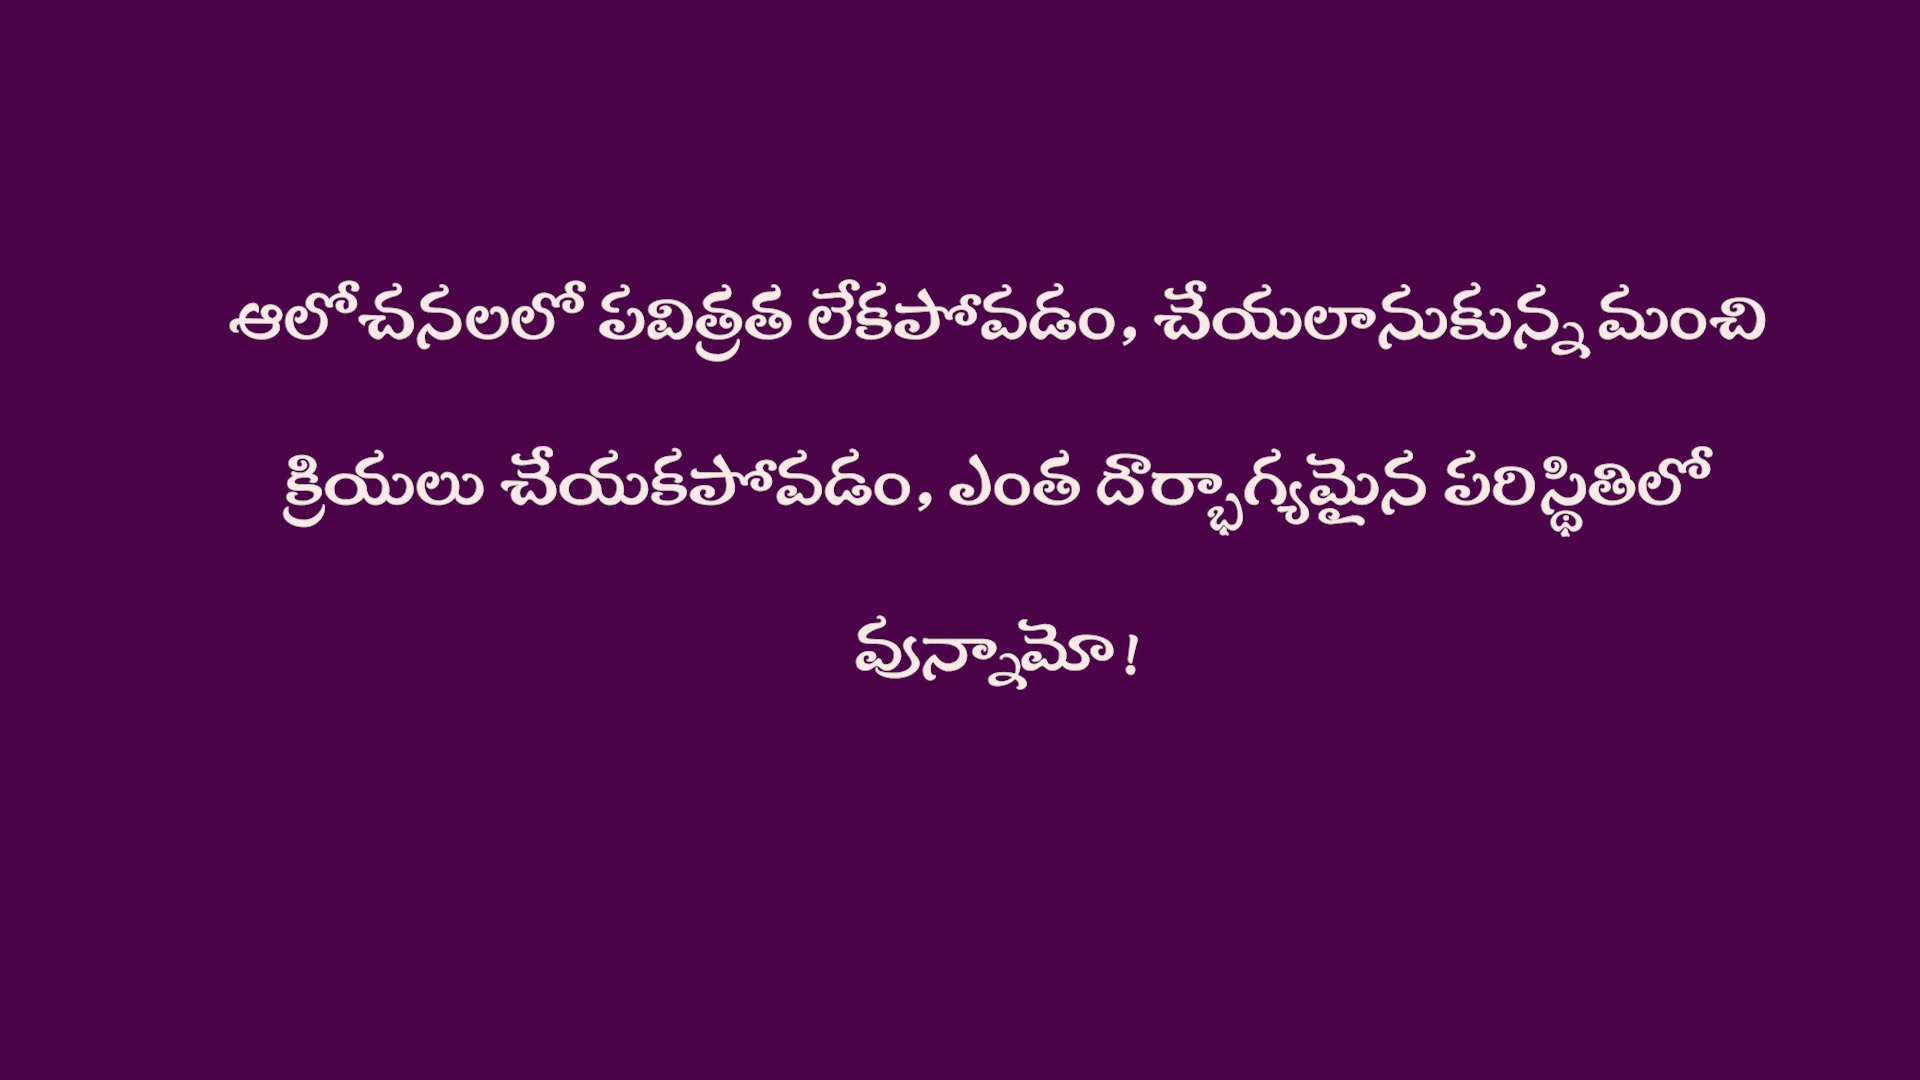 ఆలోచనలలో పవిత్రత లేకపోవడం, చేయలానుకున్న మంచి
క్రియలు చేయకపోవడం, ఎంత దౌర్భాగ్యమైన పరిస్థితిలో
వున్నామో!